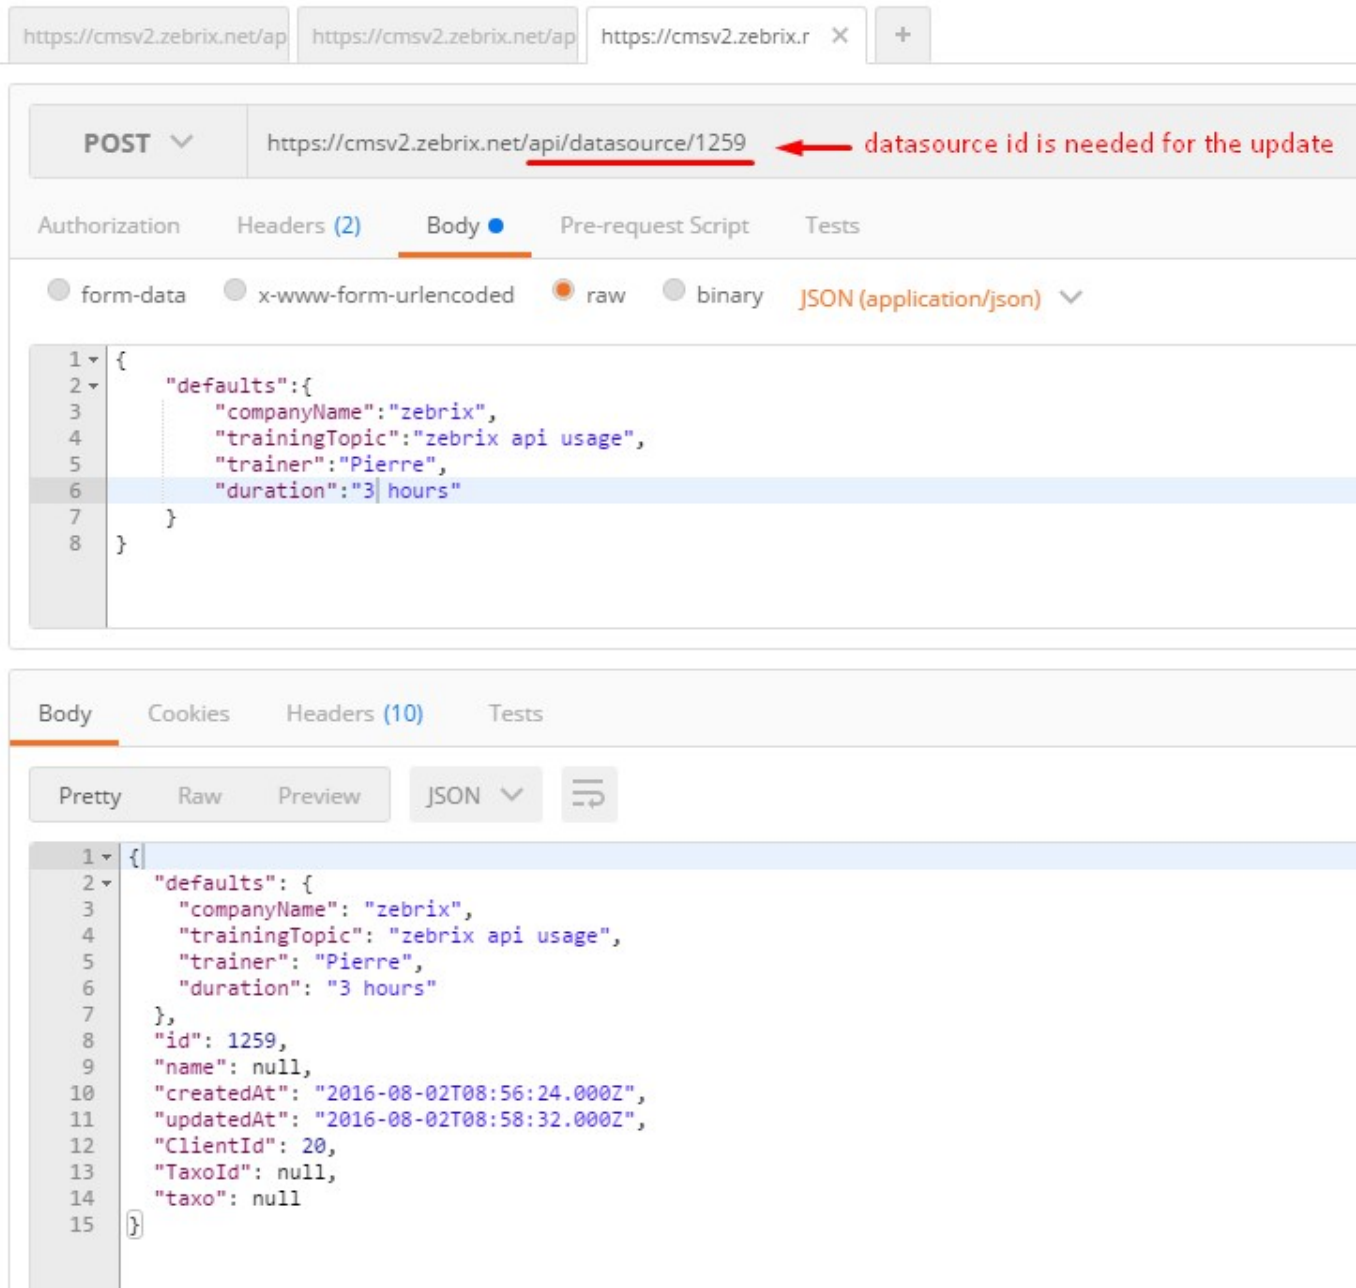 https://cmsv2.zebrix.net/ap https://cmsv2.zebrix.net/ap https://cmsv2.zebrix.r × +
POST https://cmsv2.zebrix.net/api/datasource/1259 datasource id is needed for the update
Authorization Headers (2) Body Pre-request Script Tests
form-data x-www-form-urlencoded raw binary JSON (application/json)
1 {
2 "defaults":{
3 "companyName":"zebrix",
4 "trainingTopic":"zebrix api usage",
5 "trainer":"Pierre",
6 "duration":"3 hours"
7 }
8 }
Body Cookies Headers (10) Tests
Pretty Raw Preview JSON
1 {
2 "defaults": {
3 "companyName": "zebrix",
4 "trainingTopic": "zebrix api usage",
5 "trainer": "Pierre",
6 "duration": "3 hours"
7 },
8 "id": 1259,
9 "name": null,
10 "createdAt": "2016-08-02T08:56:24.000Z",
11 "updatedAt": "2016-08-02T08:58:32.000Z",
12 "ClientId": 20,
13 "TaxoId": null,
14 "taxo": null
15 }